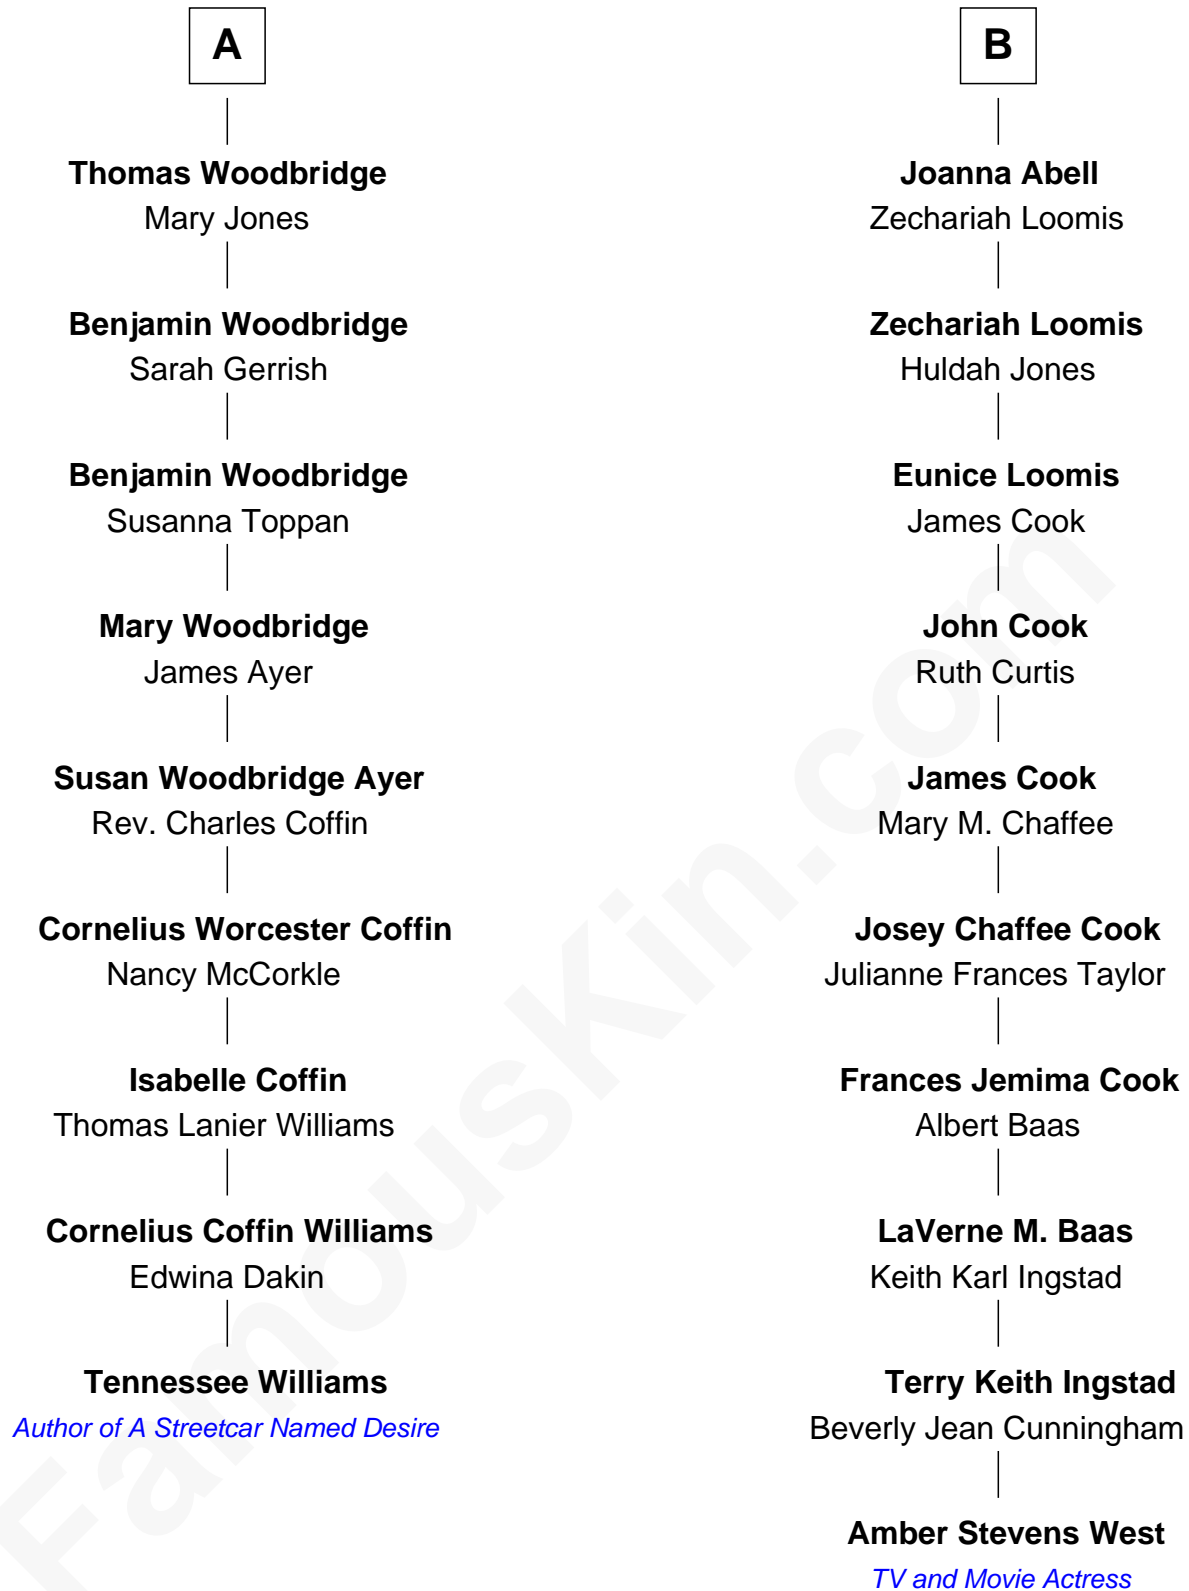 A
Thomas Woodbridge
Mary Jones
Benjamin Woodbridge
Sarah Gerrish
Benjamin Woodbridge
Susanna Toppan
Mary Woodbridge
James Ayer
Susan Woodbridge Ayer
Rev. Charles Coffin
Cornelius Worcester Coffin
Nancy McCorkle
Isabelle Coffin
Thomas Lanier Williams
Cornelius Coffin Williams
Edwina Dakin
Tennessee Williams
Author of A Streetcar Named Desire
B
Joanna Abell
Zechariah Loomis
Zechariah Loomis
Huldah Jones
Eunice Loomis
James Cook
John Cook
Ruth Curtis
James Cook
Mary M. Chaffee
Josey Chaffee Cook
Julianne Frances Taylor
Frances Jemima Cook
Albert Baas
LaVerne M. Baas
Keith Karl Ingstad
Terry Keith Ingstad
Beverly Jean Cunningham
Amber Stevens West
TV and Movie Actress
FamousKin.com